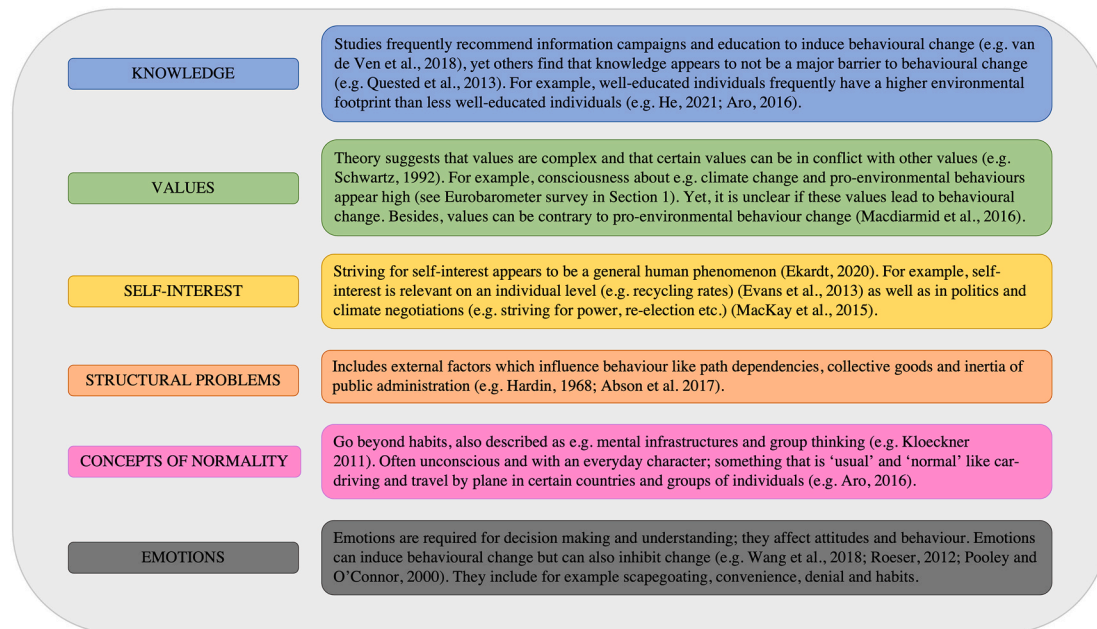 KNOWLEDGE
Studies frequently recommend information campaigns and education to induce behavioural change (e.g. van
de Ven et al., 2018), yet others find that knowledge appears to not be a major barrier to behavioural change
(e.g. Quested et al., 2013). For example, well-educated individuals frequently have a higher environmental
footprint than less well-educated individuals (e.g. He, 2021; Aro, 2016).
VALUES
Theory suggests that values are complex and that certain values can be in conflict with other values (e.g.
Schwartz, 1992). For example, consciousness about e.g. climate change and pro-environmental behaviours
appear high (see Eurobarometer survey in Section 1). Yet, it is unclear if these values lead to behavioural
change. Besides, values can be contrary to pro-environmental behaviour change (Macdiarmid et al., 2016).
SELF-INTEREST
Striving for self-interest appears to be a general human phenomenon (Ekardt, 2020). For example, self-
interest is relevant on an individual level (e.g. recycling rates) (Evans et al., 2013) as well as in politics and
climate negotiations (e.g. striving for power, re-election etc.) (MacKay et al., 2015).
STRUCTURAL PROBLEMS
Includes external factors which influence behaviour like path dependencies, collective goods and inertia of
public administration (e.g. Hardin, 1968; Abson et al. 2017).
CONCEPTS OF NORMALITY
Go beyond habits, also described as e.g. mental infrastructures and group thinking (e.g. Kloeckner
2011). Often unconscious and with an everyday character; something that is ‘usual’ and ‘normal’ like car-
driving and travel by plane in certain countries and groups of individuals (e.g. Aro, 2016).
EMOTIONS
Emotions are required for decision making and understanding; they affect attitudes and behaviour. Emotions
can induce behavioural change but can also inhibit change (e.g. Wang et al., 2018; Roeser, 2012; Pooley and
O’Connor, 2000). They include for example scapegoating, convenience, denial and habits.